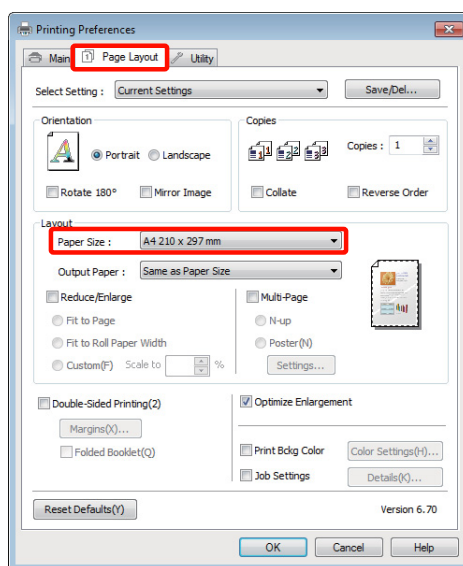 Printing Preferences
Main Page Layout Utility
Select Setting : Current Settings Save/Del...
Orientation Copies
Portrait Landscape Copies : 1
Rotate 180° Mirror Image Collate Reverse Order
Layout
Paper Size : A4 210 x 297 mm
Output Paper : Same as Paper Size
Reduce/Enlarge Multi-Page
Fit to Page N-up
Fit to Roll Paper Width Poster(N)
Custom(F) Scale to % Settings...
Double-Sided Printing(2) Optimize Enlargement
Margins(X)...
Folded Booklet(Q) Print Bckg Color Color Settings(H)...
Job Settings Details(K)...
Reset Defaults(Y) Version 6.70
OK Cancel Help